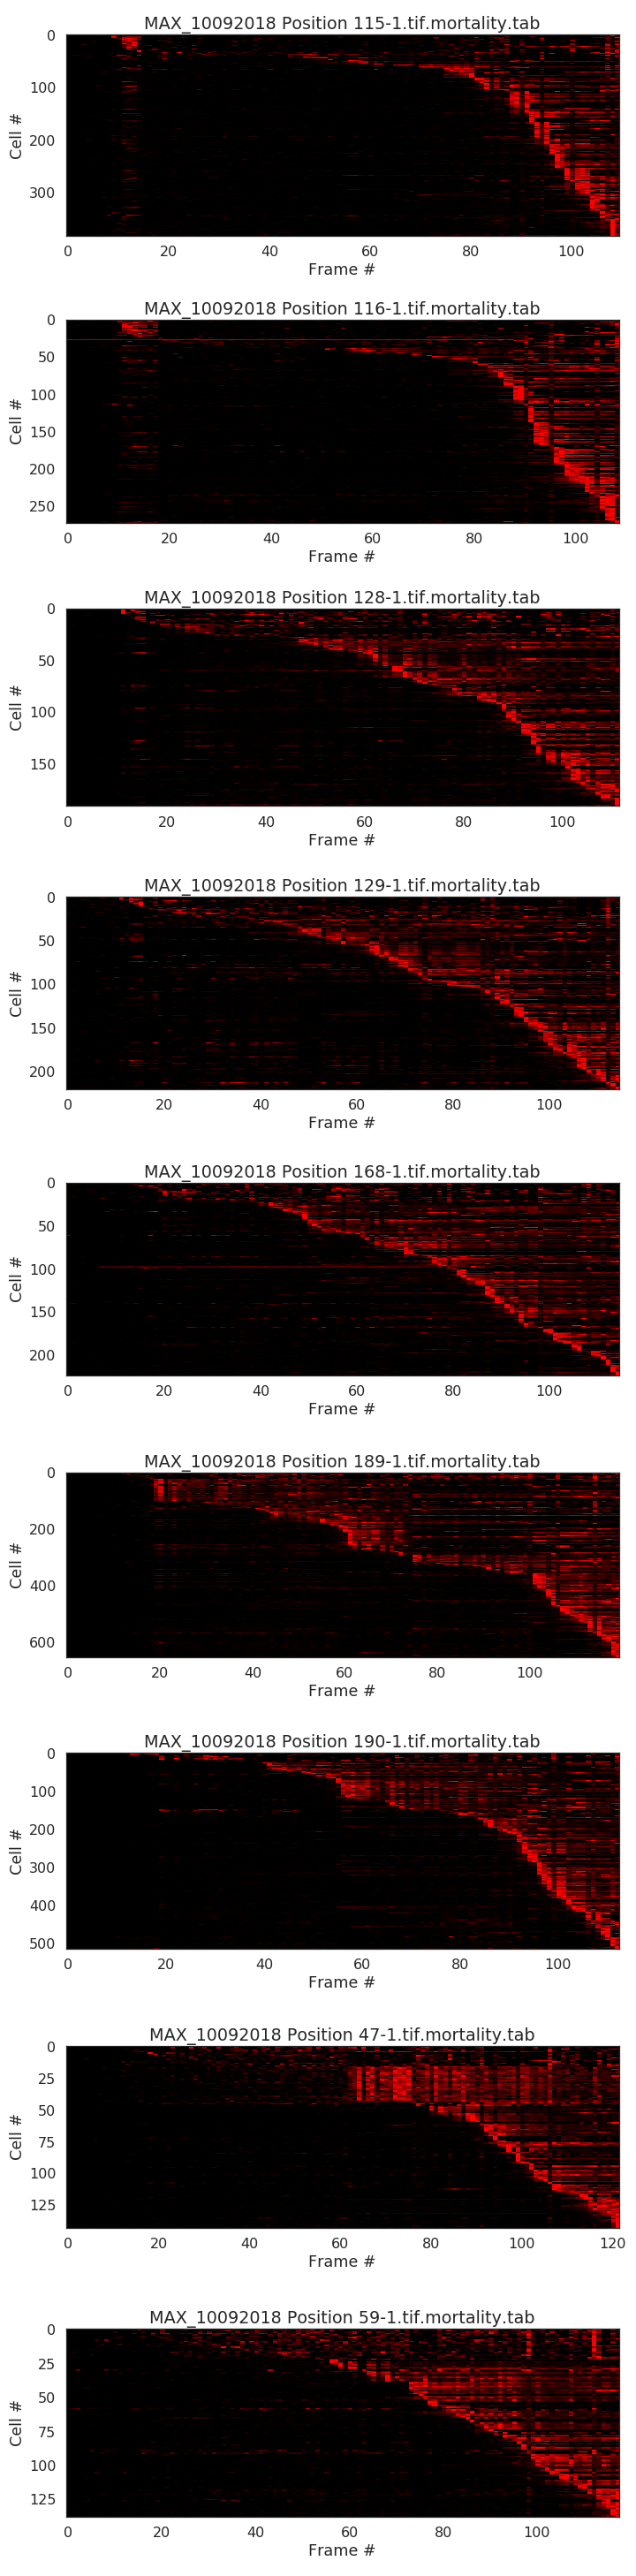 MAX_10092018 Position 115-1.tif.mortality.tab
0
100
200
300
Cell #
0 20 40 60 80 100
Frame #
MAX_10092018 Position 116-1.tif.mortality.tab
0
50
100
150
200
250
Cell #
0 20 40 60 80 100
Frame #
MAX_10092018 Position 128-1.tif.mortality.tab
0
50
100
150
Cell #
0 20 40 60 80 100
Frame #
MAX_10092018 Position 129-1.tif.mortality.tab
0
50
100
150
200
Cell #
0 20 40 60 80 100
Frame #
MAX_10092018 Position 168-1.tif.mortality.tab
0
50
100
150
200
Cell #
0 20 40 60 80 100
Frame #
MAX_10092018 Position 189-1.tif.mortality.tab
0
200
400
600
Cell #
0 20 40 60 80 100
Frame #
MAX_10092018 Position 190-1.tif.mortality.tab
0
100
200
300
400
500
Cell #
0 20 40 60 80 100
Frame #
MAX_10092018 Position 47-1.tif.mortality.tab
0
25
50
75
100
125
Cell #
0 20 40 60 80 100 120
Frame #
MAX_10092018 Position 59-1.tif.mortality.tab
0
25
50
75
100
125
Cell #
0 20 40 60 80 100
Frame #